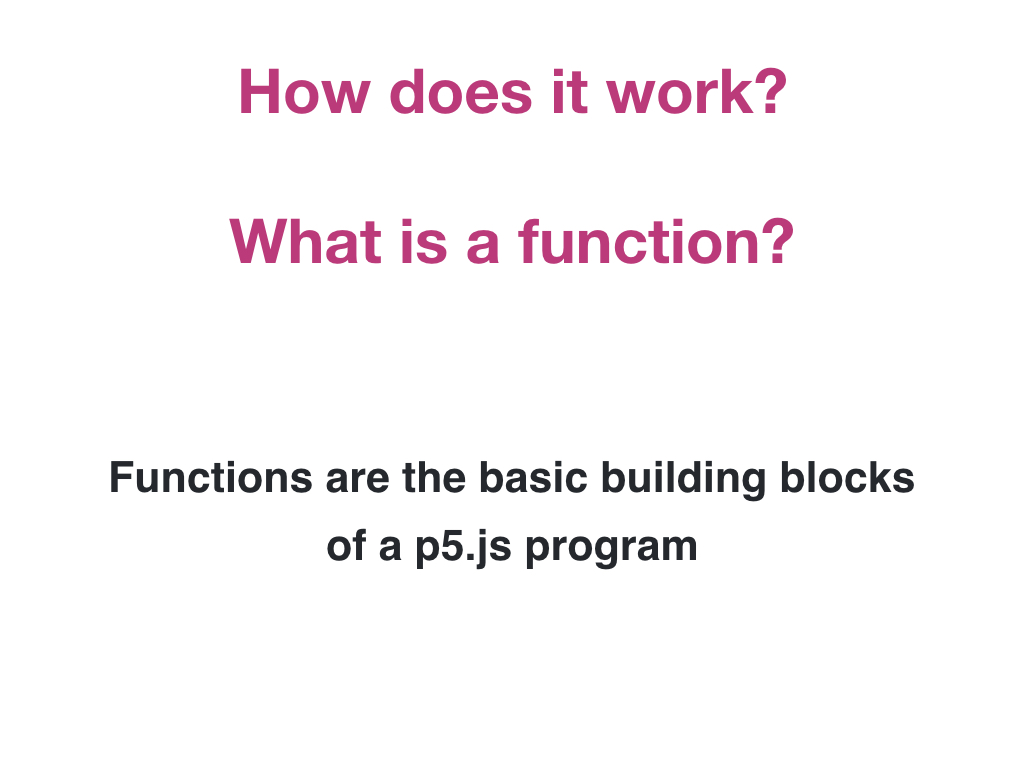 How does it work?
What is a function?
Functions are the basic building blocks
of a p5.js program